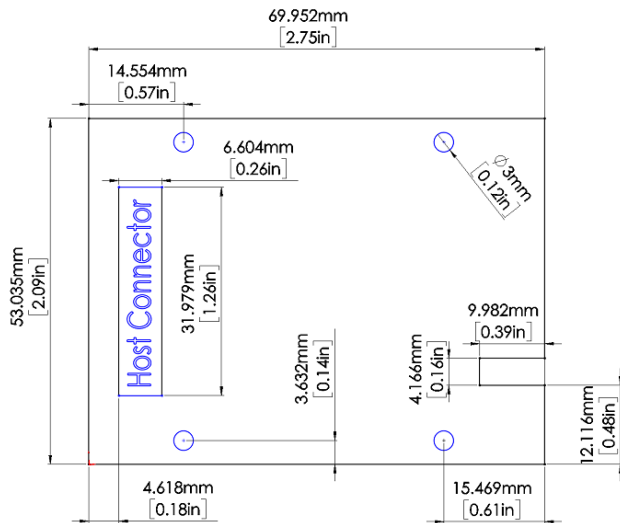 69.952mm
[2.75in]
14.554mm
[0.57in]
6.604mm
[0.26in]
∅3mm
[0.12in]
53.035mm
[2.09in]
Host Connector
31.979mm
[1.26in]
9.982mm
[0.39in]
3.632mm
[0.14in]
4.166mm
[0.16in]
12.116mm
[0.48in]
4.618mm
[0.18in]
15.469mm
[0.61in]